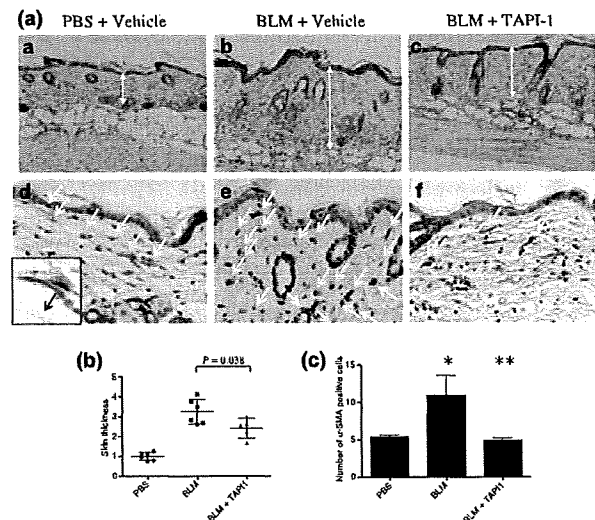 (a) PBS + Vehicle BLM + Vehicle BLM + TAPI-1
a b c
d e f
(b) (c)
P = 0.038
* **
Skin thickness
5
4
3
2
1
0
PBS BLM BLM + TAPI1
Number of α-SMA positive cells
15
10
5
0
PBS BLM BLM + TAPI1